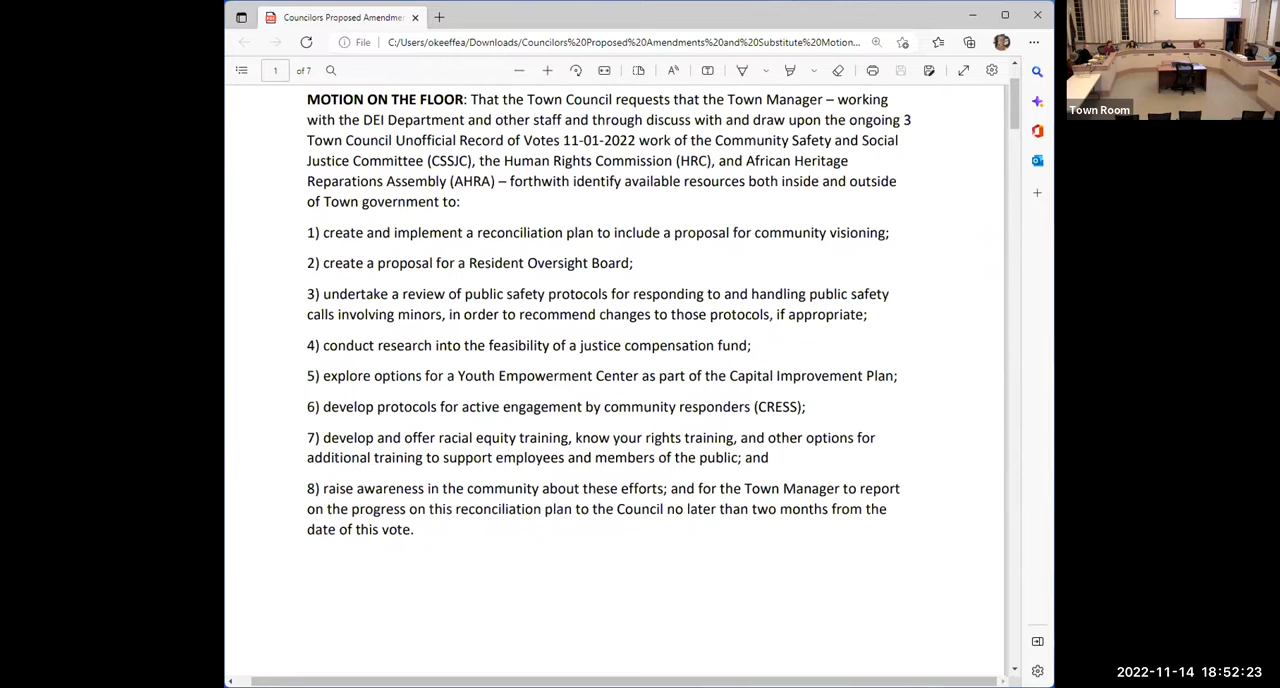 Councilors Proposed Amendme
File
C:/Users/okeeffea/Downloads/Councilors%20Proposed%20Amendments%20and%20Substitute%20Motion...
1 of 7
MOTION ON THE FLOOR: That the Town Council requests that the Town Manager – working
with the DEI Department and other staff and through discuss with and draw upon the ongoing 3
Town Council Unofficial Record of Votes 11-01-2022 work of the Community Safety and Social
Justice Committee (CSSJC), the Human Rights Commission (HRC), and African Heritage
Reparations Assembly (AHRA) – forthwith identify available resources both inside and outside
of Town government to:
1) create and implement a reconciliation plan to include a proposal for community visioning;
2) create a proposal for a Resident Oversight Board;
3) undertake a review of public safety protocols for responding to and handling public safety
calls involving minors, in order to recommend changes to those protocols, if appropriate;
4) conduct research into the feasibility of a justice compensation fund;
5) explore options for a Youth Empowerment Center as part of the Capital Improvement Plan;
6) develop protocols for active engagement by community responders (CRESS);
7) develop and offer racial equity training, know your rights training, and other options for
additional training to support employees and members of the public; and
8) raise awareness in the community about these efforts; and for the Town Manager to report
on the progress on this reconciliation plan to the Council no later than two months from the
date of this vote.
Town Room
2022-11-14 18:52:23